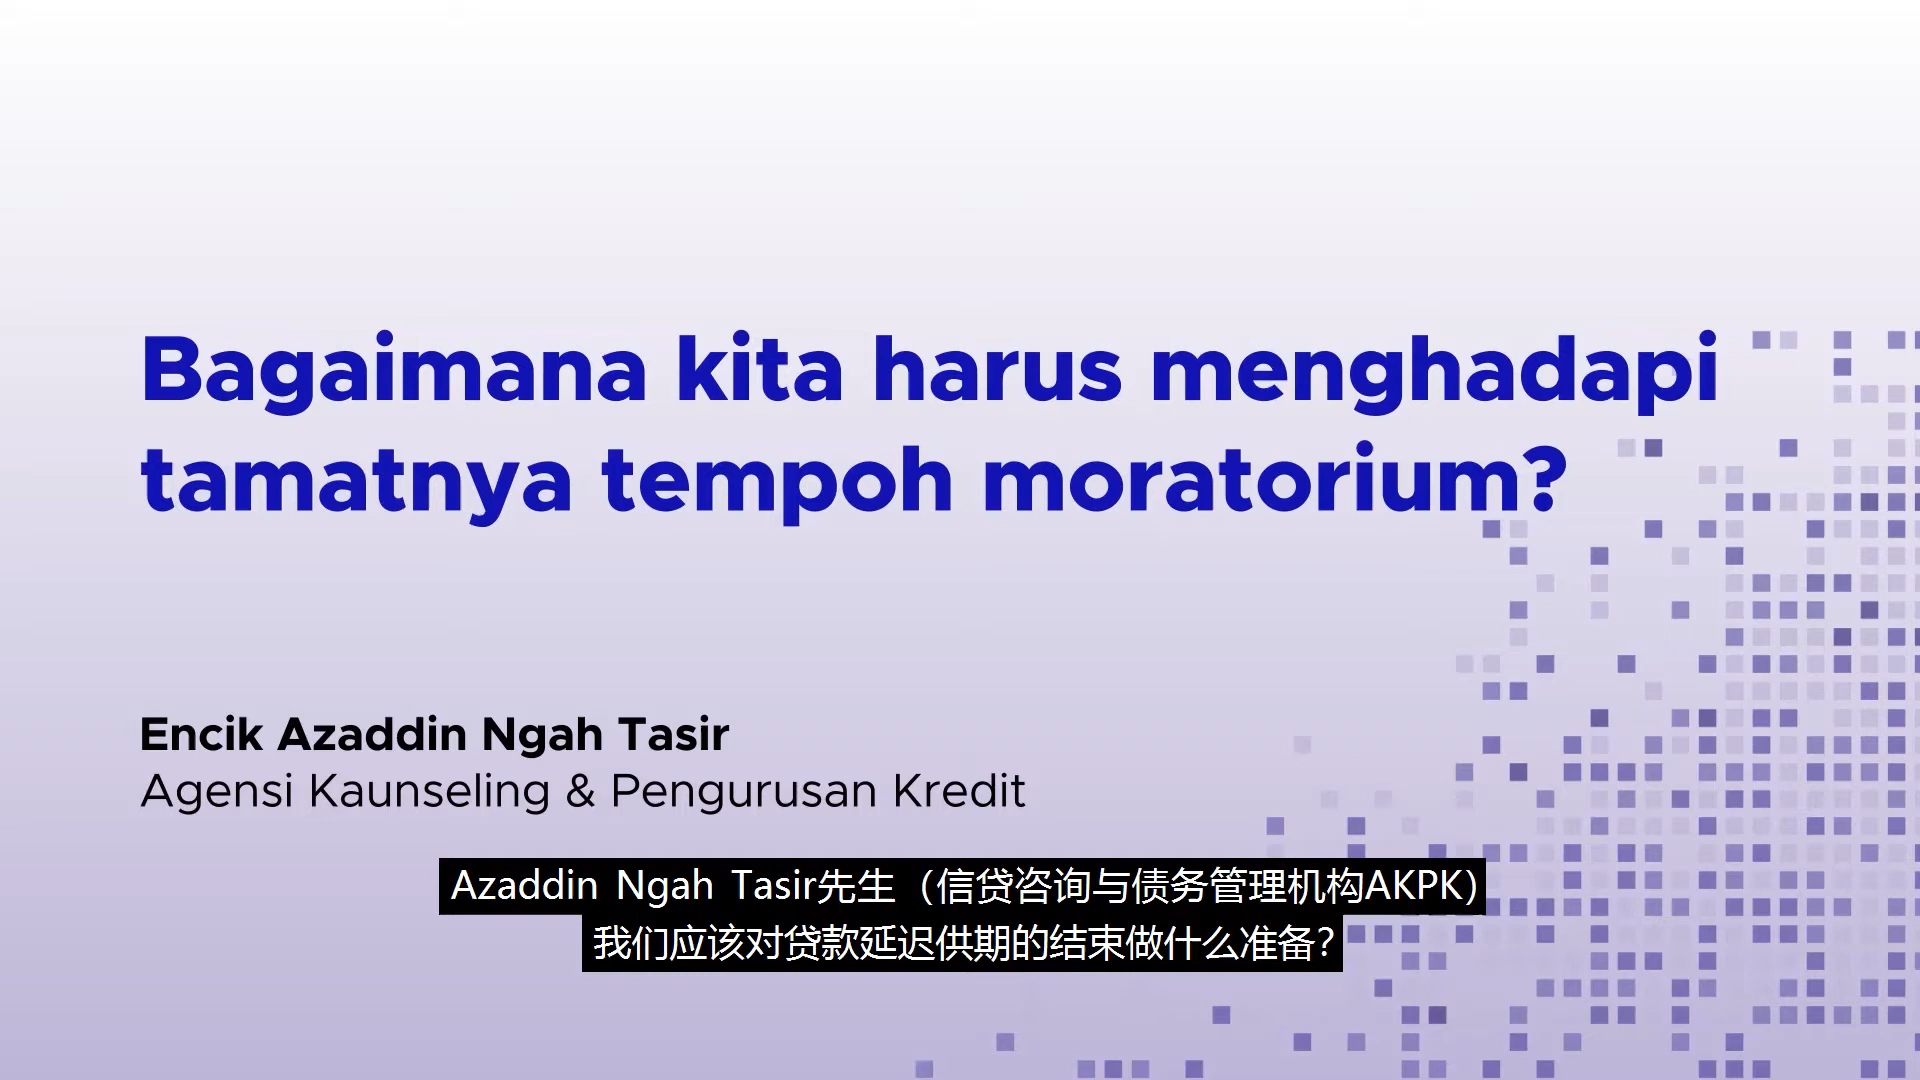 Bagaimana kita harus menghadapi
tamatnya tempoh moratorium?
Encik Azaddin Ngah Tasir
Agensi Kaunseling & Pengurusan Kredit
Azaddin Ngah Tasir先生（信贷咨询与债务管理机构AKPK)
我们应该对贷款延迟供期的结束做什么准备？